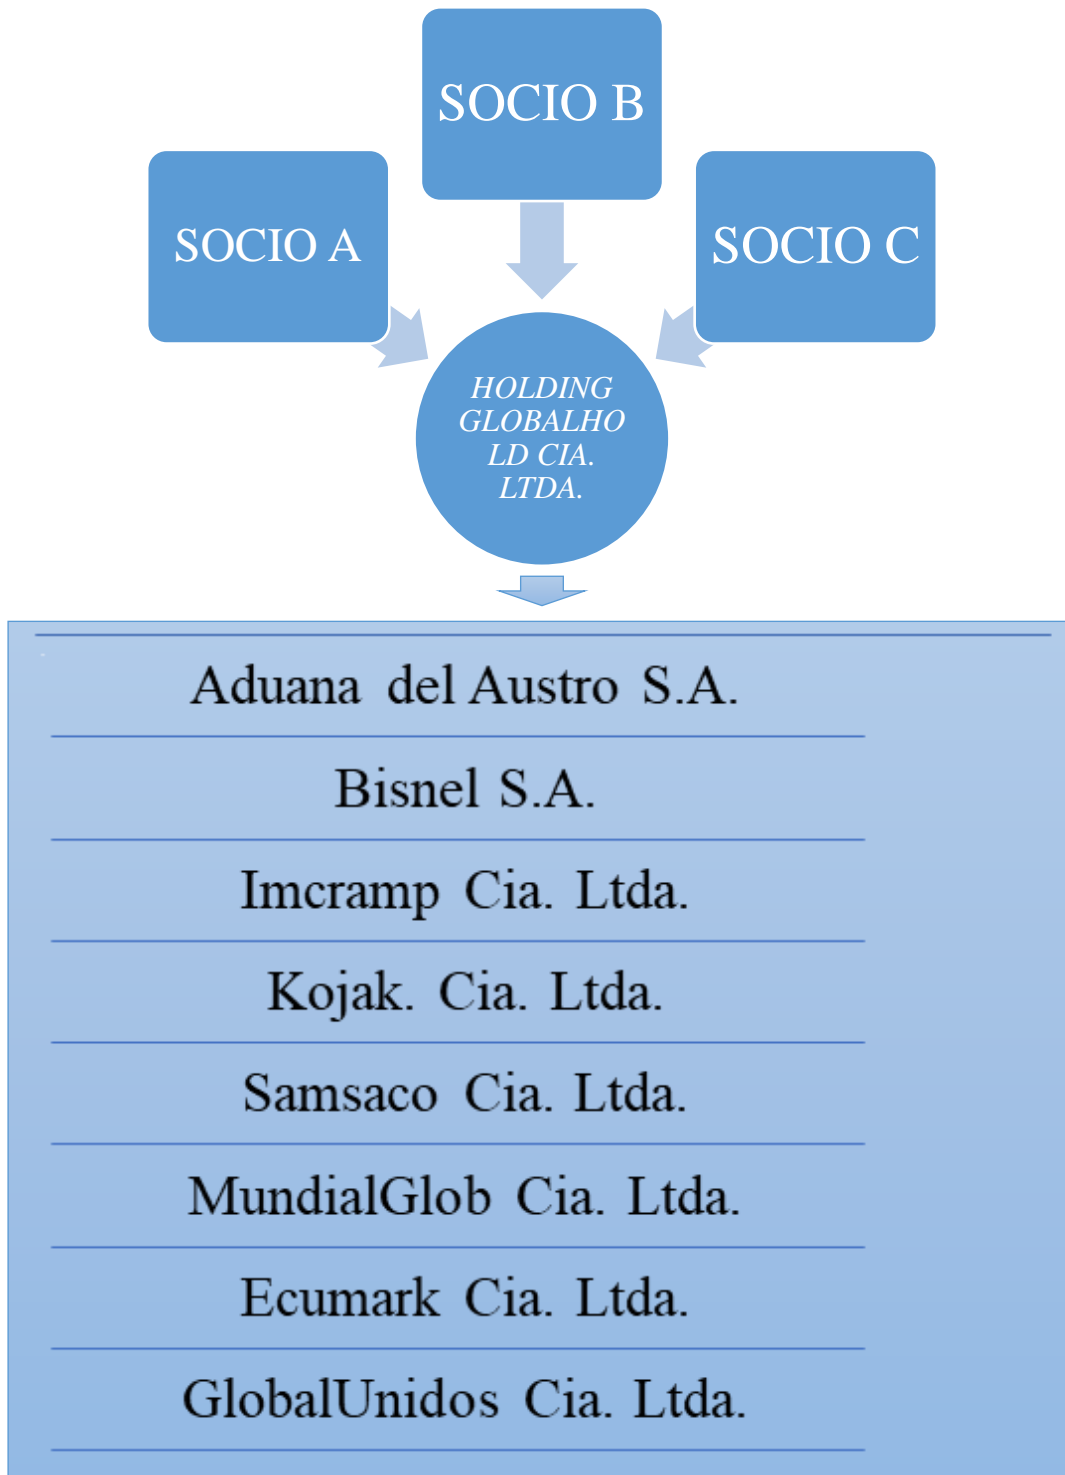 SOCIO B
SOCIO A
SOCIO C
HOLDING
GLOBALHO
LD CIA.
LTDA.
Aduana del Austro S.A.
Bisnel S.A.
Imcramp Cia. Ltda.
Kojak. Cia. Ltda.
Samsaco Cia. Ltda.
MundialGlob Cia. Ltda.
Ecumark Cia. Ltda.
GlobalUnidos Cia. Ltda.